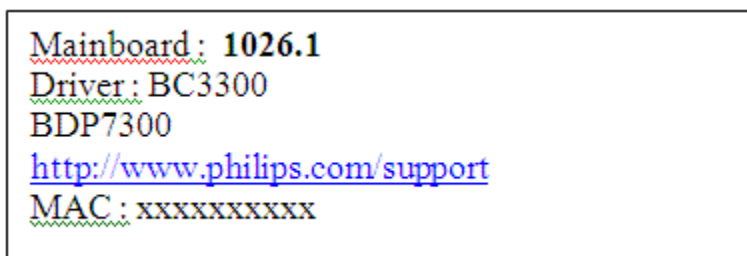 Mainboard : 1026.1
Driver : BC3300
BDP7300
http://www.philips.com/support
MAC : xxxxxxxxxx